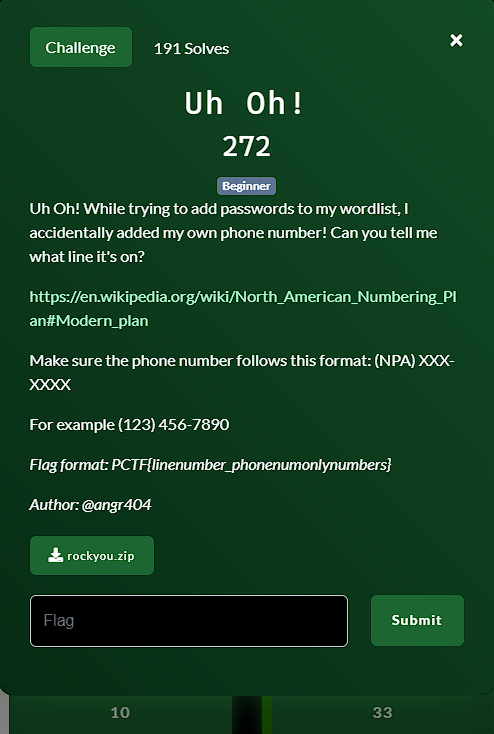 Challenge
191 Solves
×
Uh Oh!
272
Beginner
Uh Oh! While trying to add passwords to my wordlist, I
accidentally added my own phone number! Can you tell me
what line it's on?
https://en.wikipedia.org/wiki/North_American_Numbering_Pl
an#Modern_plan
Make sure the phone number follows this format: (NPA) XXX-
XXXX
For example (123) 456-7890
Flag format: PCTF{linenumber_phonenumonlynumbers}
Author: @angr404
rockyou.zip
Flag
Submit
10
33